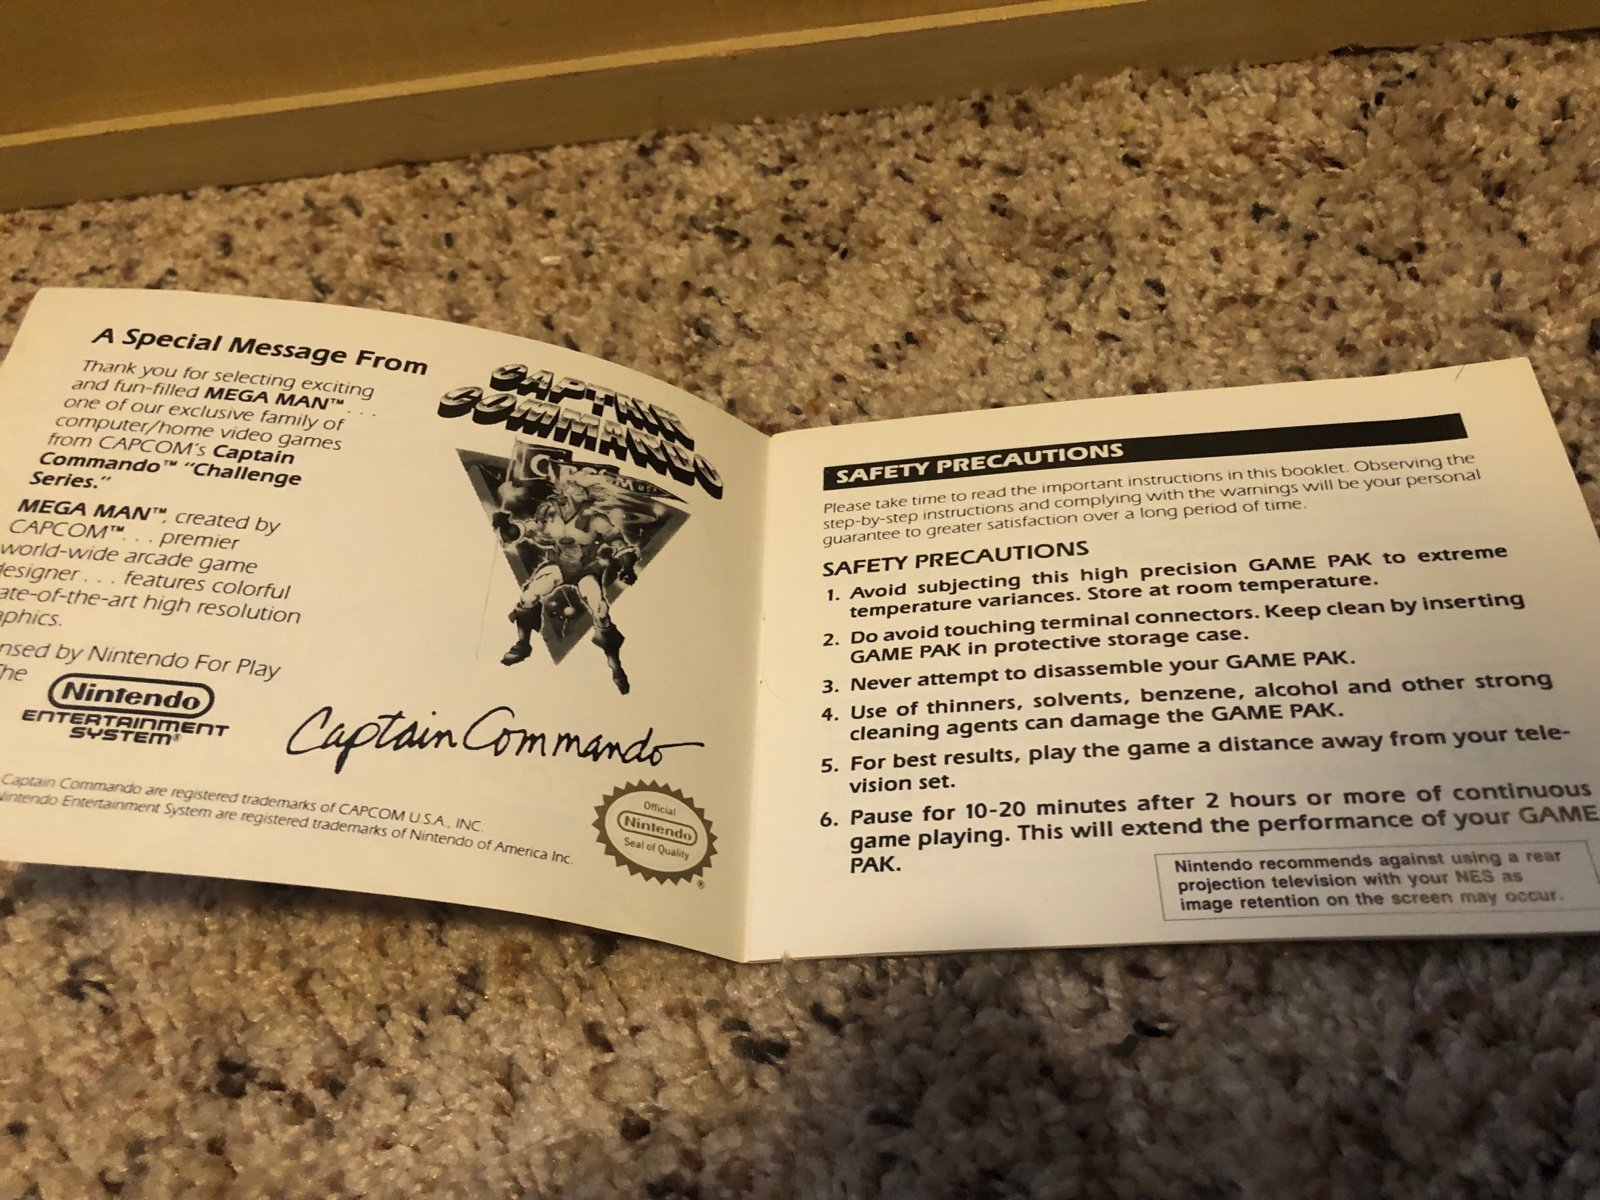 A Special Message From
Thank you for selecting exciting
and fun-filled MEGA MAN™ . . .
one of our exclusive family of
computer/home video games
from CAPCOM's Captain
Commando™ "Challenge
Series."
MEGA MAN™, created by
CAPCOM™ . . . premier
world-wide arcade game
designer . . . features colorful
ate-of-the-art high resolution
aphics.
nsed by Nintendo For Play
The
Nintendo
ENTERTAINMENT
SYSTEM®
CAPTAIN
COMMANDO
Captain Commando
Captain Commando are registered trademarks of CAPCOM U.S.A., INC.
Nintendo Entertainment System are registered trademarks of Nintendo of America Inc.
Official
Nintendo
Seal of Quality
®
SAFETY PRECAUTIONS
Please take time to read the important instructions in this booklet. Observing the
step-by-step instructions and complying with the warnings will be your personal
guarantee to greater satisfaction over a long period of time.
SAFETY PRECAUTIONS
1. Avoid subjecting this high precision GAME PAK to extreme
temperature variances. Store at room temperature.
2. Do avoid touching terminal connectors. Keep clean by inserting
GAME PAK in protective storage case.
3. Never attempt to disassemble your GAME PAK.
4. Use of thinners, solvents, benzene, alcohol and other strong
cleaning agents can damage the GAME PAK.
5. For best results, play the game a distance away from your tele-
vision set.
6. Pause for 10-20 minutes after 2 hours or more of continuous
game playing. This will extend the performance of your GAME
PAK.
Nintendo recommends against using a rear
projection television with your NES as
image retention on the screen may occur.